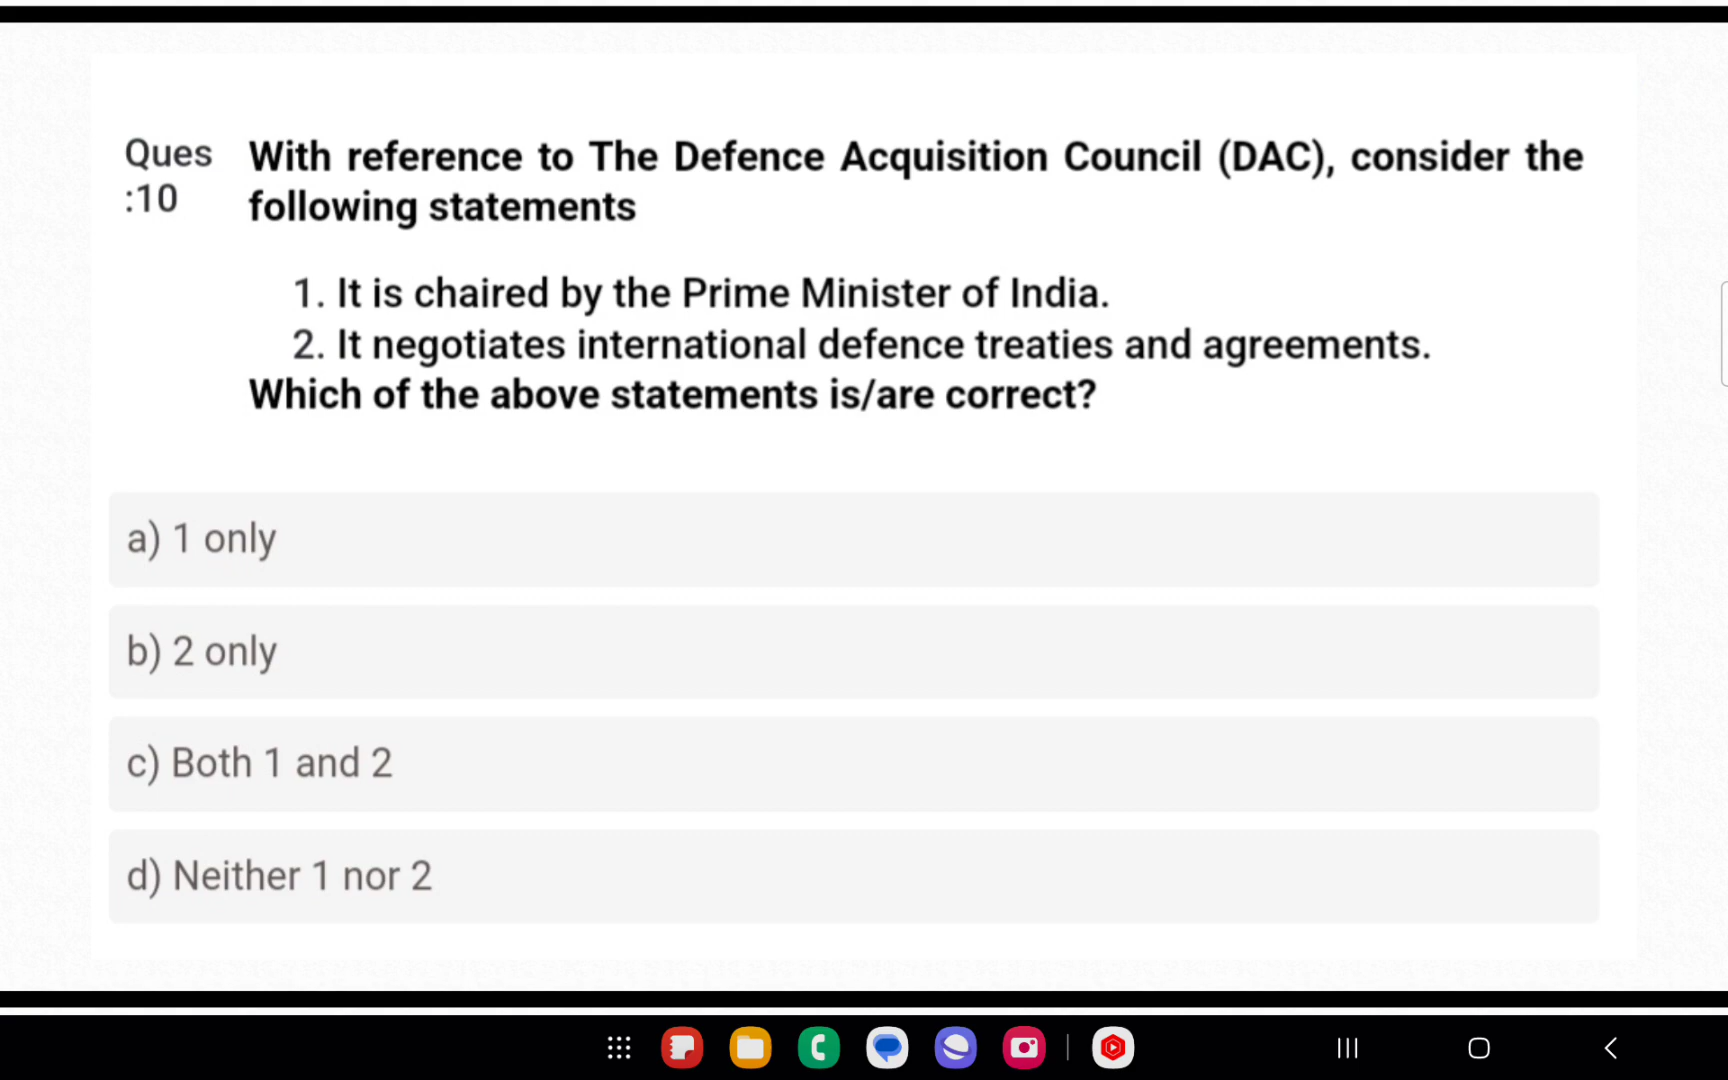 Ques With reference to The Defence Acquisition Council (DAC), consider the
:10 following statements
1. It is chaired by the Prime Minister of India.
2. It negotiates international defence treaties and agreements.
Which of the above statements is/are correct?
a) 1 only
b) 2 only
c) Both 1 and 2
d) Neither 1 nor 2